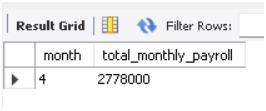 Result Grid Filter Rows:
month total_monthly_payroll
4 2778000